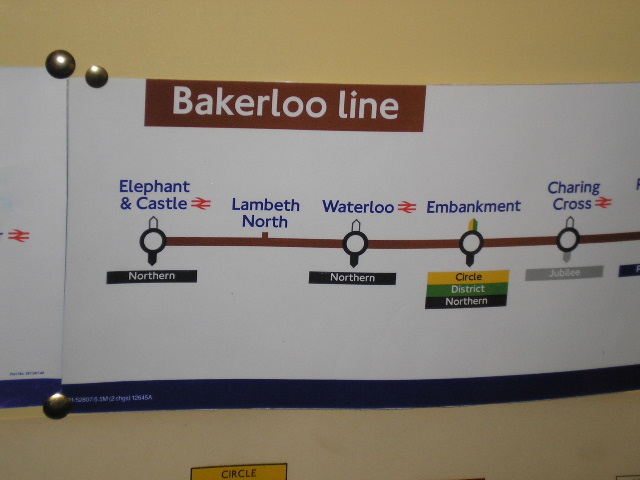 Bakerloo line
Elephant
& Castle
Lambeth
North
Waterloo
Embankment
Charing
Cross
Northern
Northern
Circle
District
Northern
Jubilee
CIRCLE